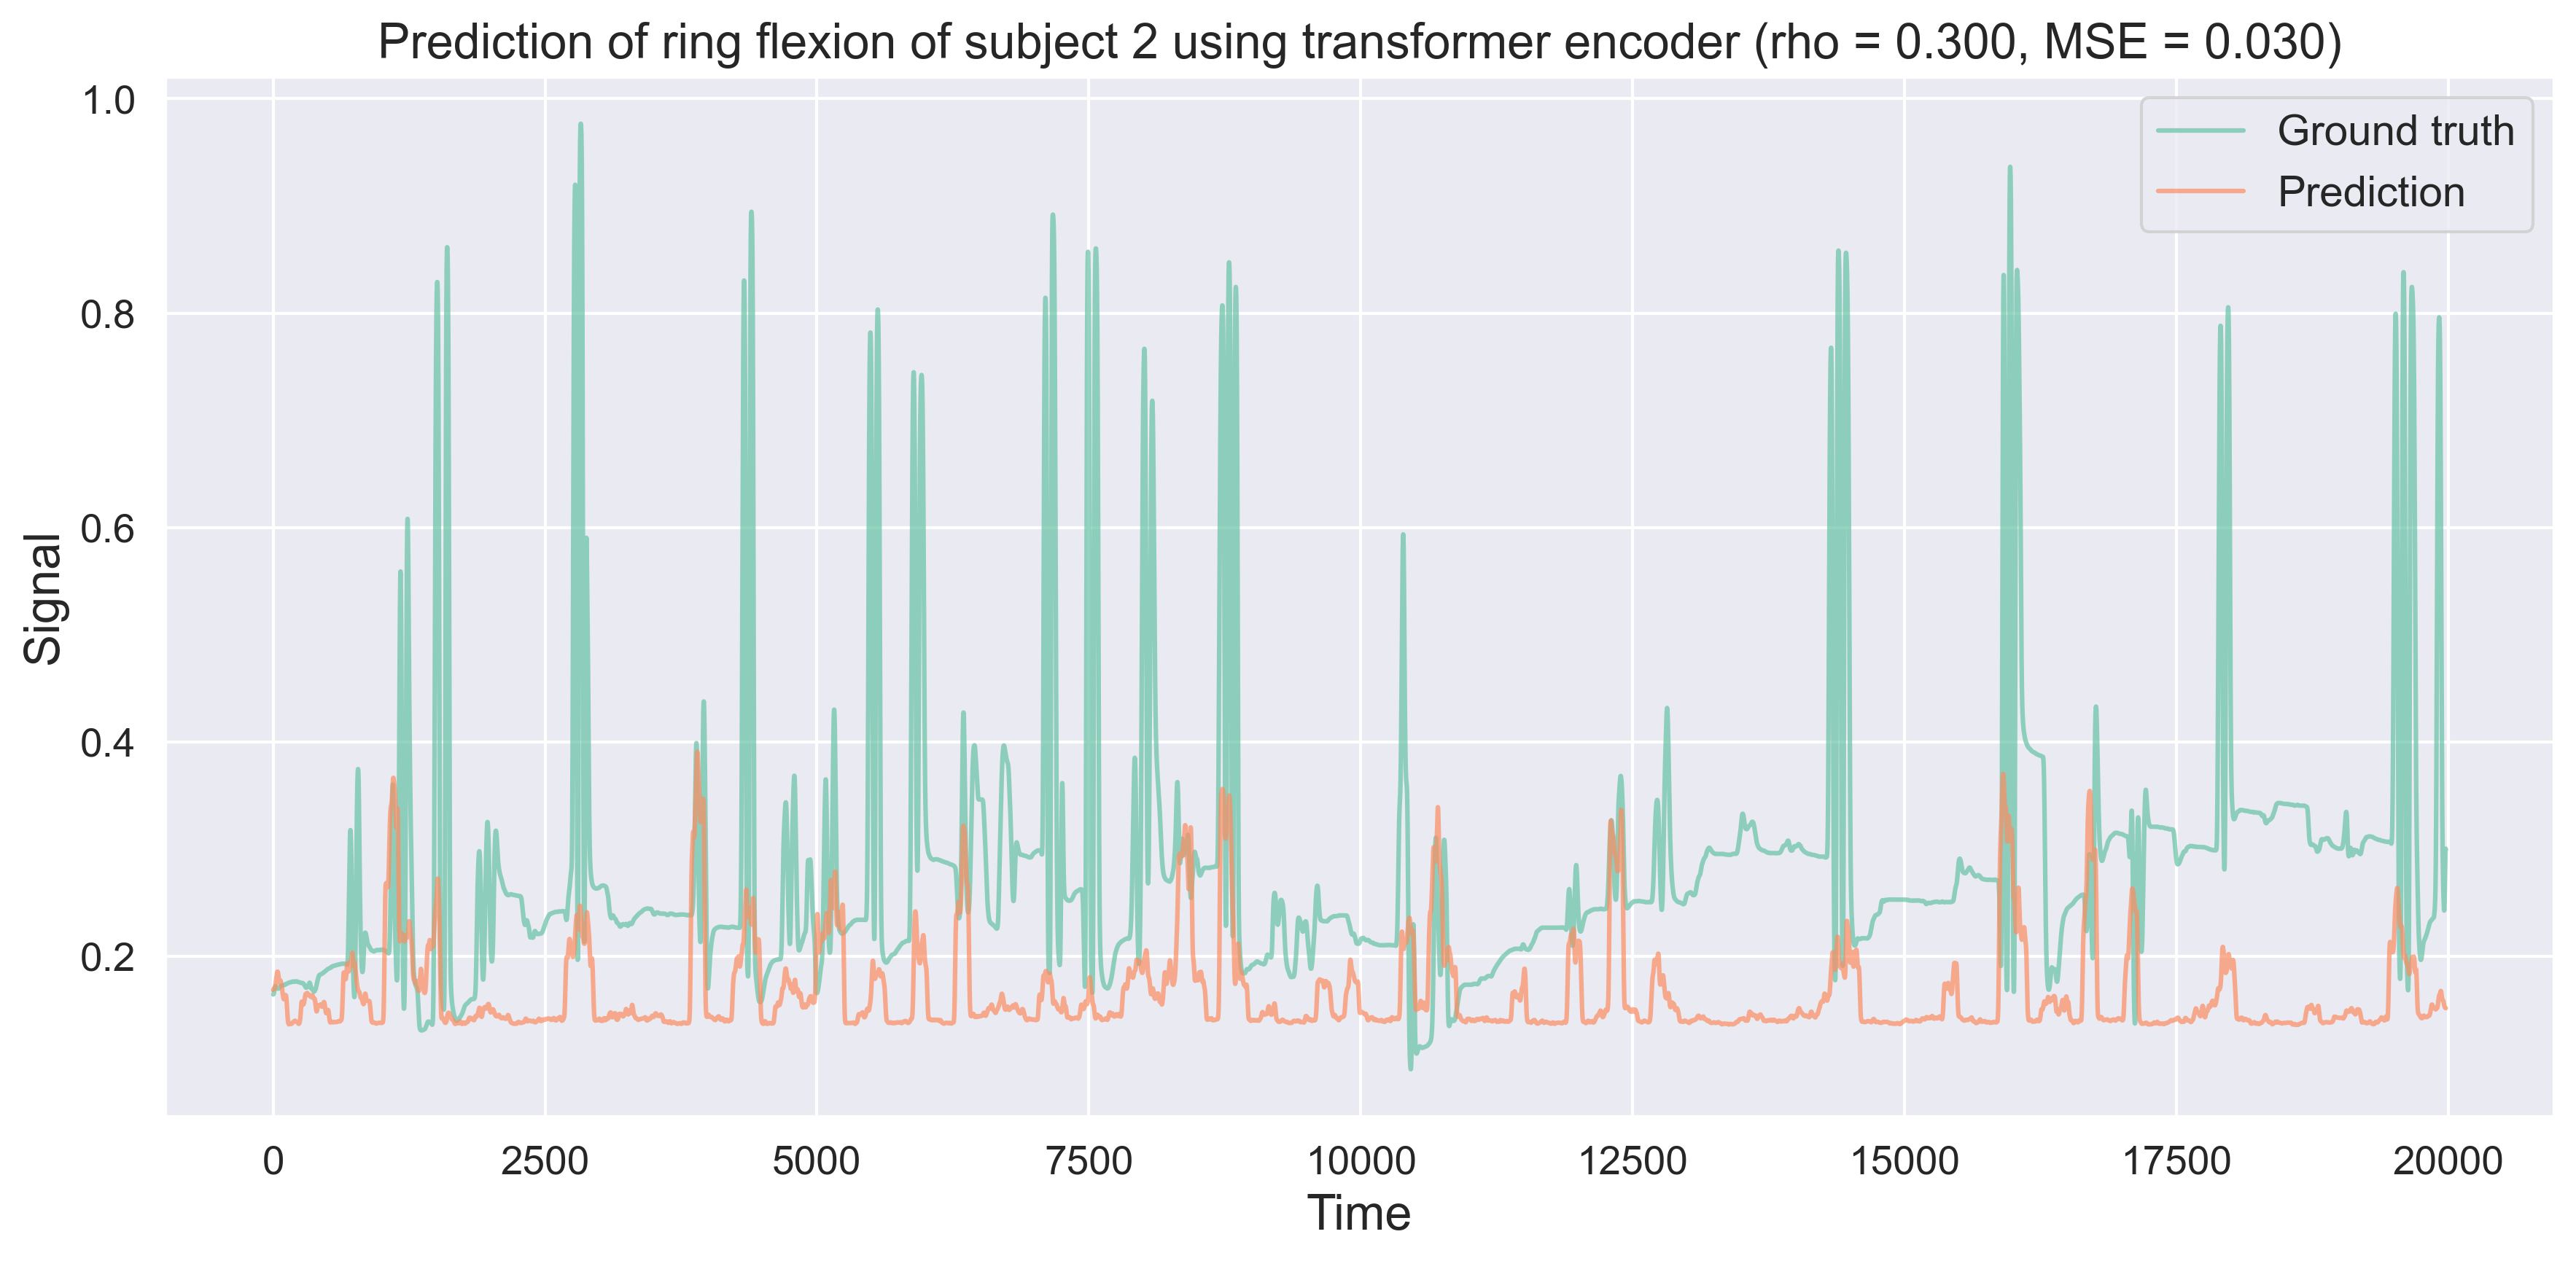 Prediction of ring flexion of subject 2 using transformer encoder (rho = 0.300, MSE = 0.030)
Ground truth
Prediction
1.0
0.8
0.6
0.4
0.2
Signal
0 2500 5000 7500 10000 12500 15000 17500 20000
Time